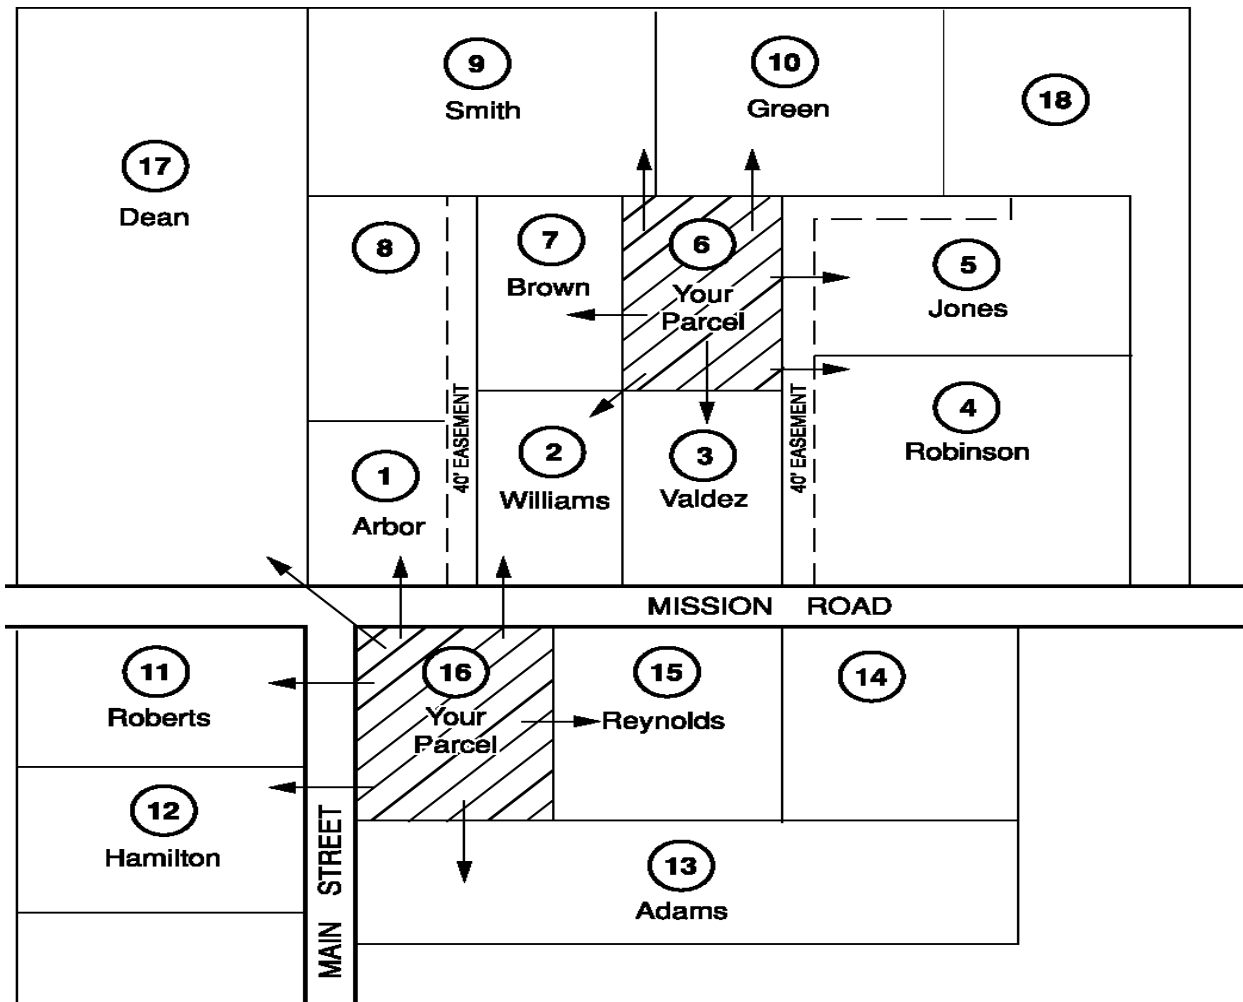 9
Smith
10
Green
18
17
Dean
8
7
Brown
6
Your
Parcel
5
Jones
40' EASEMENT
40' EASEMENT
1
Arbor
2
Williams
3
Valdez
4
Robinson
MISSION ROAD
11
Roberts
16
Your
Parcel
15
Reynolds
14
12
Hamilton
MAIN STREET
13
Adams